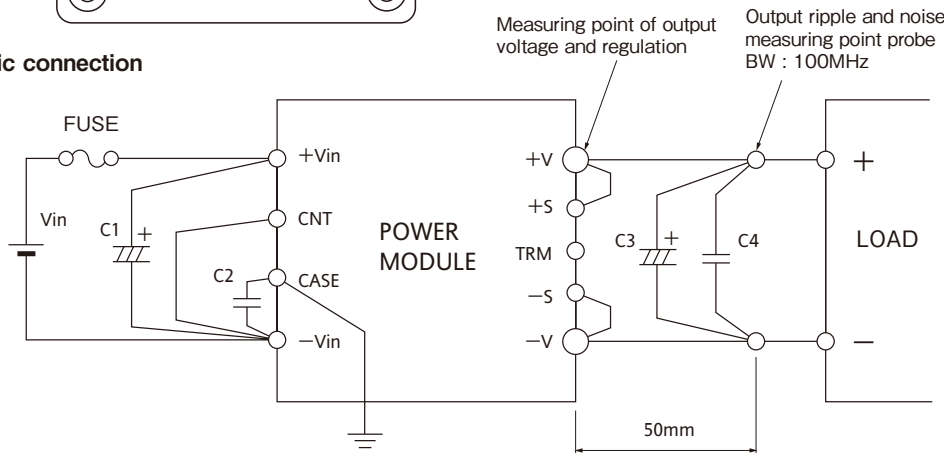 Measuring point of output
voltage and regulation
Output ripple and noise
measuring point probe
BW : 100MHz
ic connection
FUSE
+Vin
+V
+
Vin
C1
+
CNT
+S
POWER
MODULE
TRM
C3
+
C4
LOAD
C2
CASE
−S
−Vin
−V
−
50mm